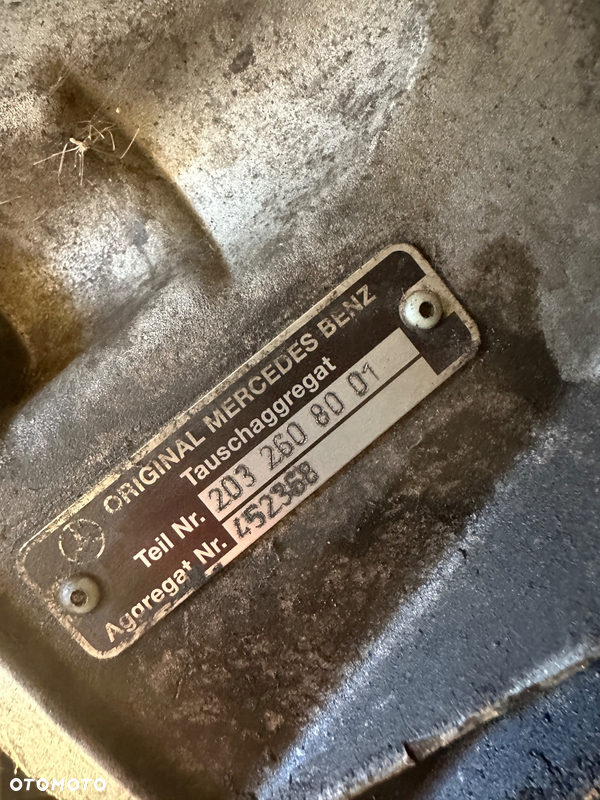 ORIGINAL MERCEDES BENZ
Tauschaggregat
Teil Nr. 203 260 80 01
Aggregat Nr. 452368
OTOMOTO